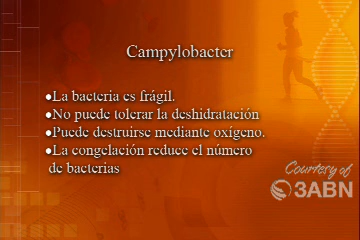 Campylobacter
•La bacteria es frágil.
•No puede tolerar la deshidratación
•Puede destruirse mediante oxígeno.
•La congelación reduce el número
de bacterias
Courtesy of
3ABN